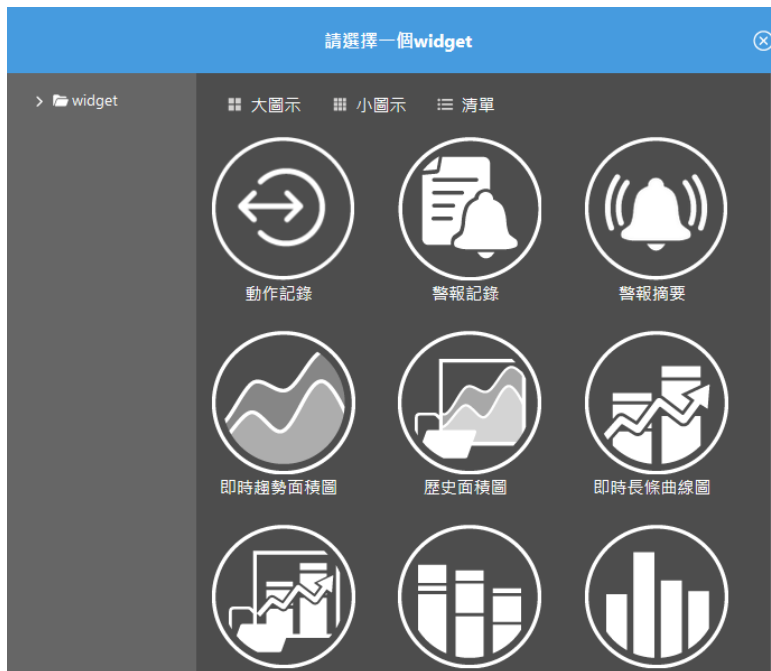 請選擇一個widget
widget
大圖示 小圖示 清單
動作記錄 警報記錄 警報摘要
即時趨勢面積圖 歷史面積圖 即時長條曲線圖